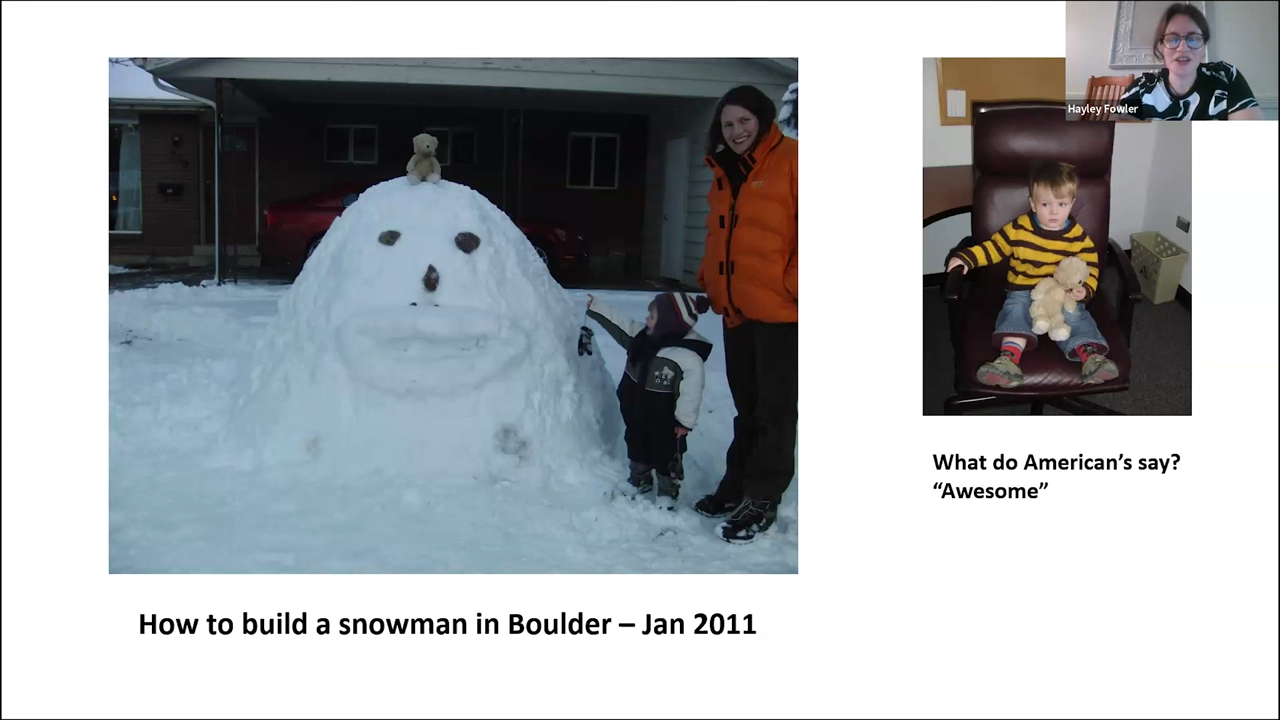 Hayley Fowler
What do American's say?
“Awesome”
How to build a snowman in Boulder – Jan 2011